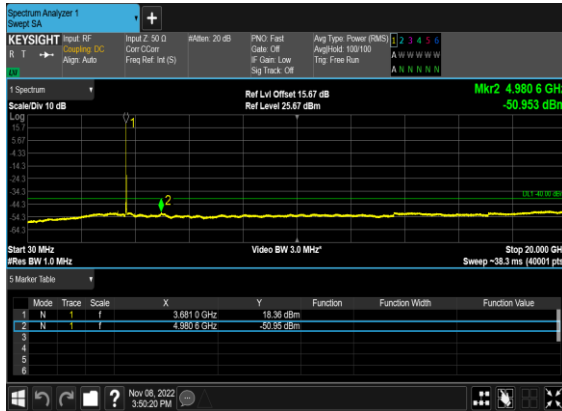 Spectrum Analyzer 1
Swept SA
+
KEYSIGHT Input: RF Input Z: 50 Ω #Atten: 20 dB PNO: Fast Avg Type: Power (RMS) 1 2 3 4 5 6
R T Coupling: DC Corr CCorr Gate: Off Avg|Hold: 100/100 A W W W W W
Align: Auto Freq Ref: Int (S) IF Gain: Low Trig: Free Run
Sig Track: Off A N N N N N
1 Spectrum
Scale/Div 10 dB
Ref Lvl Offset 15.67 dB
Ref Level 25.67 dBm
Mkr2 4.980 6 GHz
-50.953 dBm
Log
15.7
5.67
-4.33
-14.3
-24.3
-34.3
-44.3
-54.3
-64.3
1
2
DL1 -40.00 dBm
Start 30 MHz Video BW 3.0 MHz* Stop 20.000 GHz
#Res BW 1.0 MHz Sweep ~38.3 ms (40001 pts)
5 Marker Table
Mode Trace Scale X Y Function Function Width Function Value
1 N 1 f 3.681 0 GHz 18.36 dBm
2 N 1 f 4.980 6 GHz -50.95 dBm
3
4
5
6
? Nov 08, 2022
3:50:20 PM